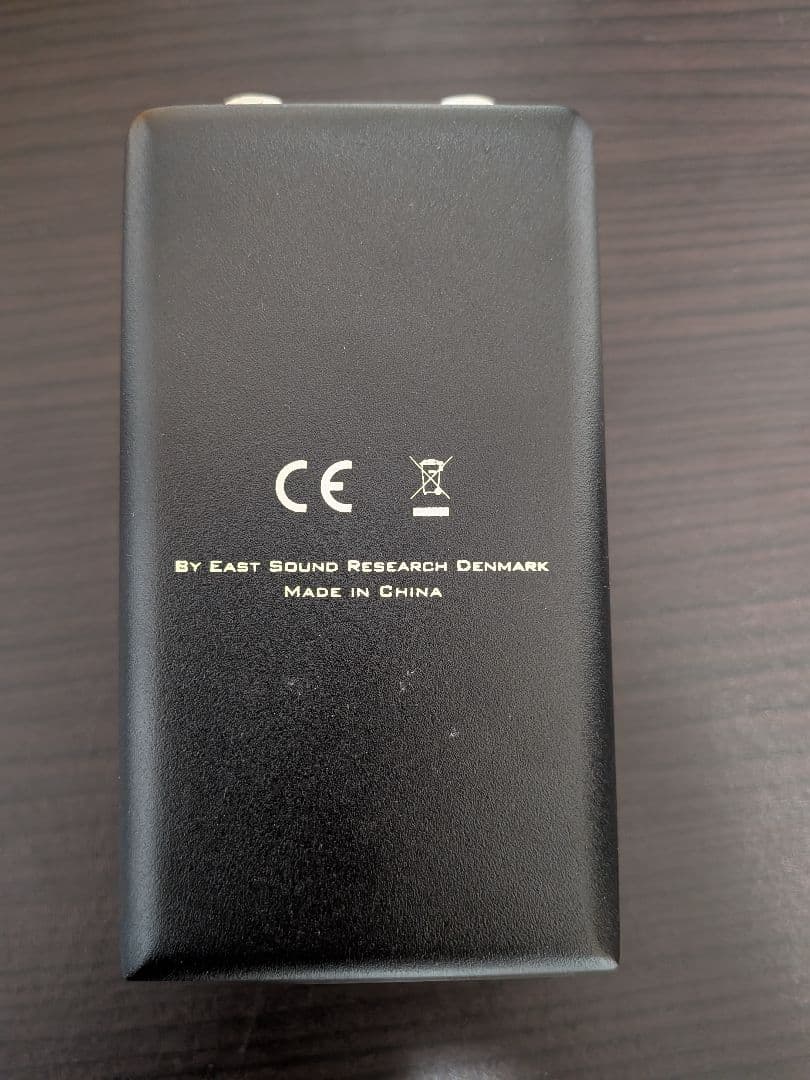 CE
By East Sound Research Denmark
Made in China